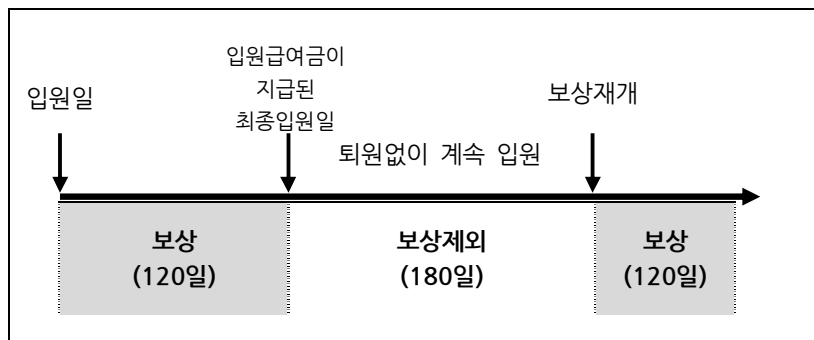 입원일
입원급여금이
지급된
최종입원일
보상재개
퇴원없이 계속 입원
보상
(120일)
보상제외
(180일)
보상
(120일)